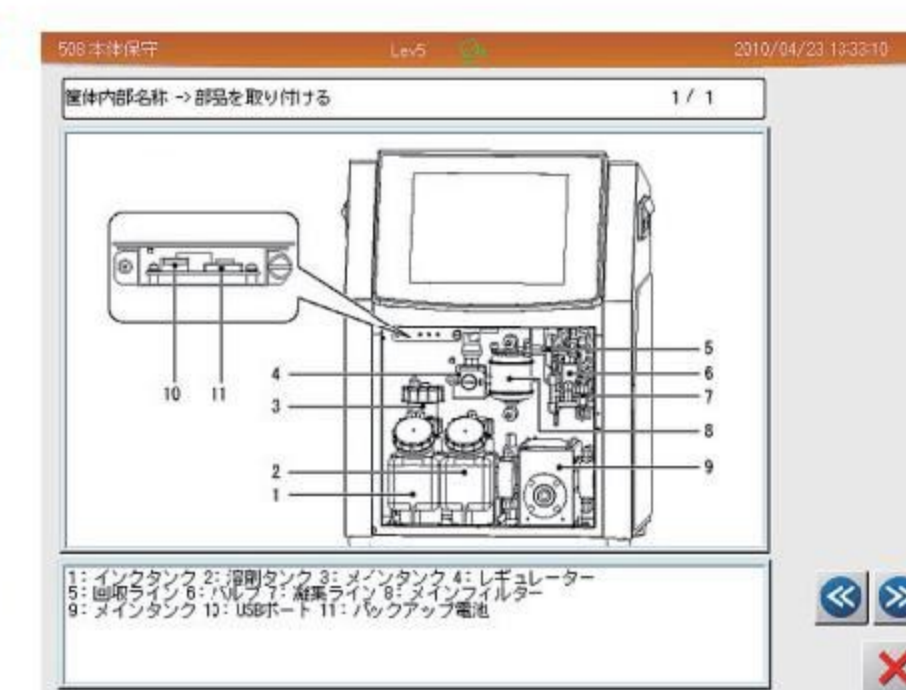 508 本体保守 Lev5 2010/04/23 13:33:10
筐体内部名称 -> 部品を取り付ける 1 / 1
10 11
4
3
2
1
5
6
7
8
9
1: インクタンク 2: 溶剤タンク 3: メインタンク 4: レギュレーター
5: 回収ライン 6: バルブ 7: 凝集ライン 8: メインフィルター
9: メインタンク 10: USBポート 11: バックアップ電池